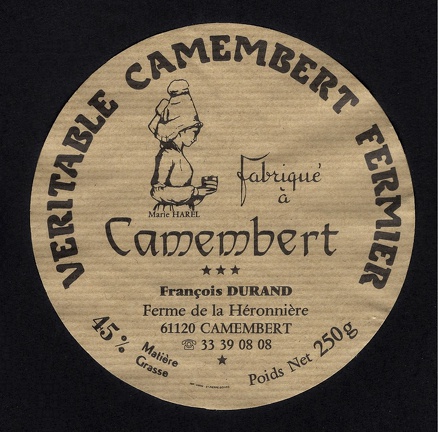 VERITABLE CAMEMBERT FERMIER
Marie HAREL
fabriqué
à
Camembert
François DURAND
Ferme de la Héronnière
61120 CAMEMBERT
☏ 33 39 08 08
45% Matière
Grasse
Poids Net 250g